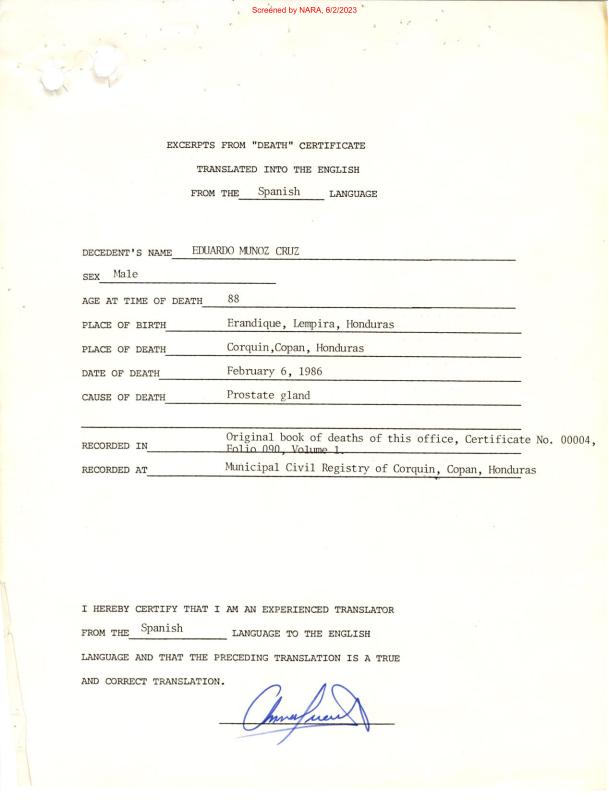 Screened by NARA, 6/2/2023
EXCERPTS FROM "DEATH" CERTIFICATE
TRANSLATED INTO THE ENGLISH
FROM THE Spanish LANGUAGE
DECEDENT'S NAME EDUARDO MUNOZ CRUZ
SEX Male
AGE AT TIME OF DEATH 88
PLACE OF BIRTH Erandique, Lempira, Honduras
PLACE OF DEATH Corquin,Copan, Honduras
DATE OF DEATH February 6, 1986
CAUSE OF DEATH Prostate gland
Original book of deaths of this office, Certificate No. 00004,
RECORDED IN Folio 090, Volume 1.
RECORDED AT Municipal Civil Registry of Corquin, Copan, Honduras
I HEREBY CERTIFY THAT I AM AN EXPERIENCED TRANSLATOR
FROM THE Spanish LANGUAGE TO THE ENGLISH
LANGUAGE AND THAT THE PRECEDING TRANSLATION IS A TRUE
AND CORRECT TRANSLATION.